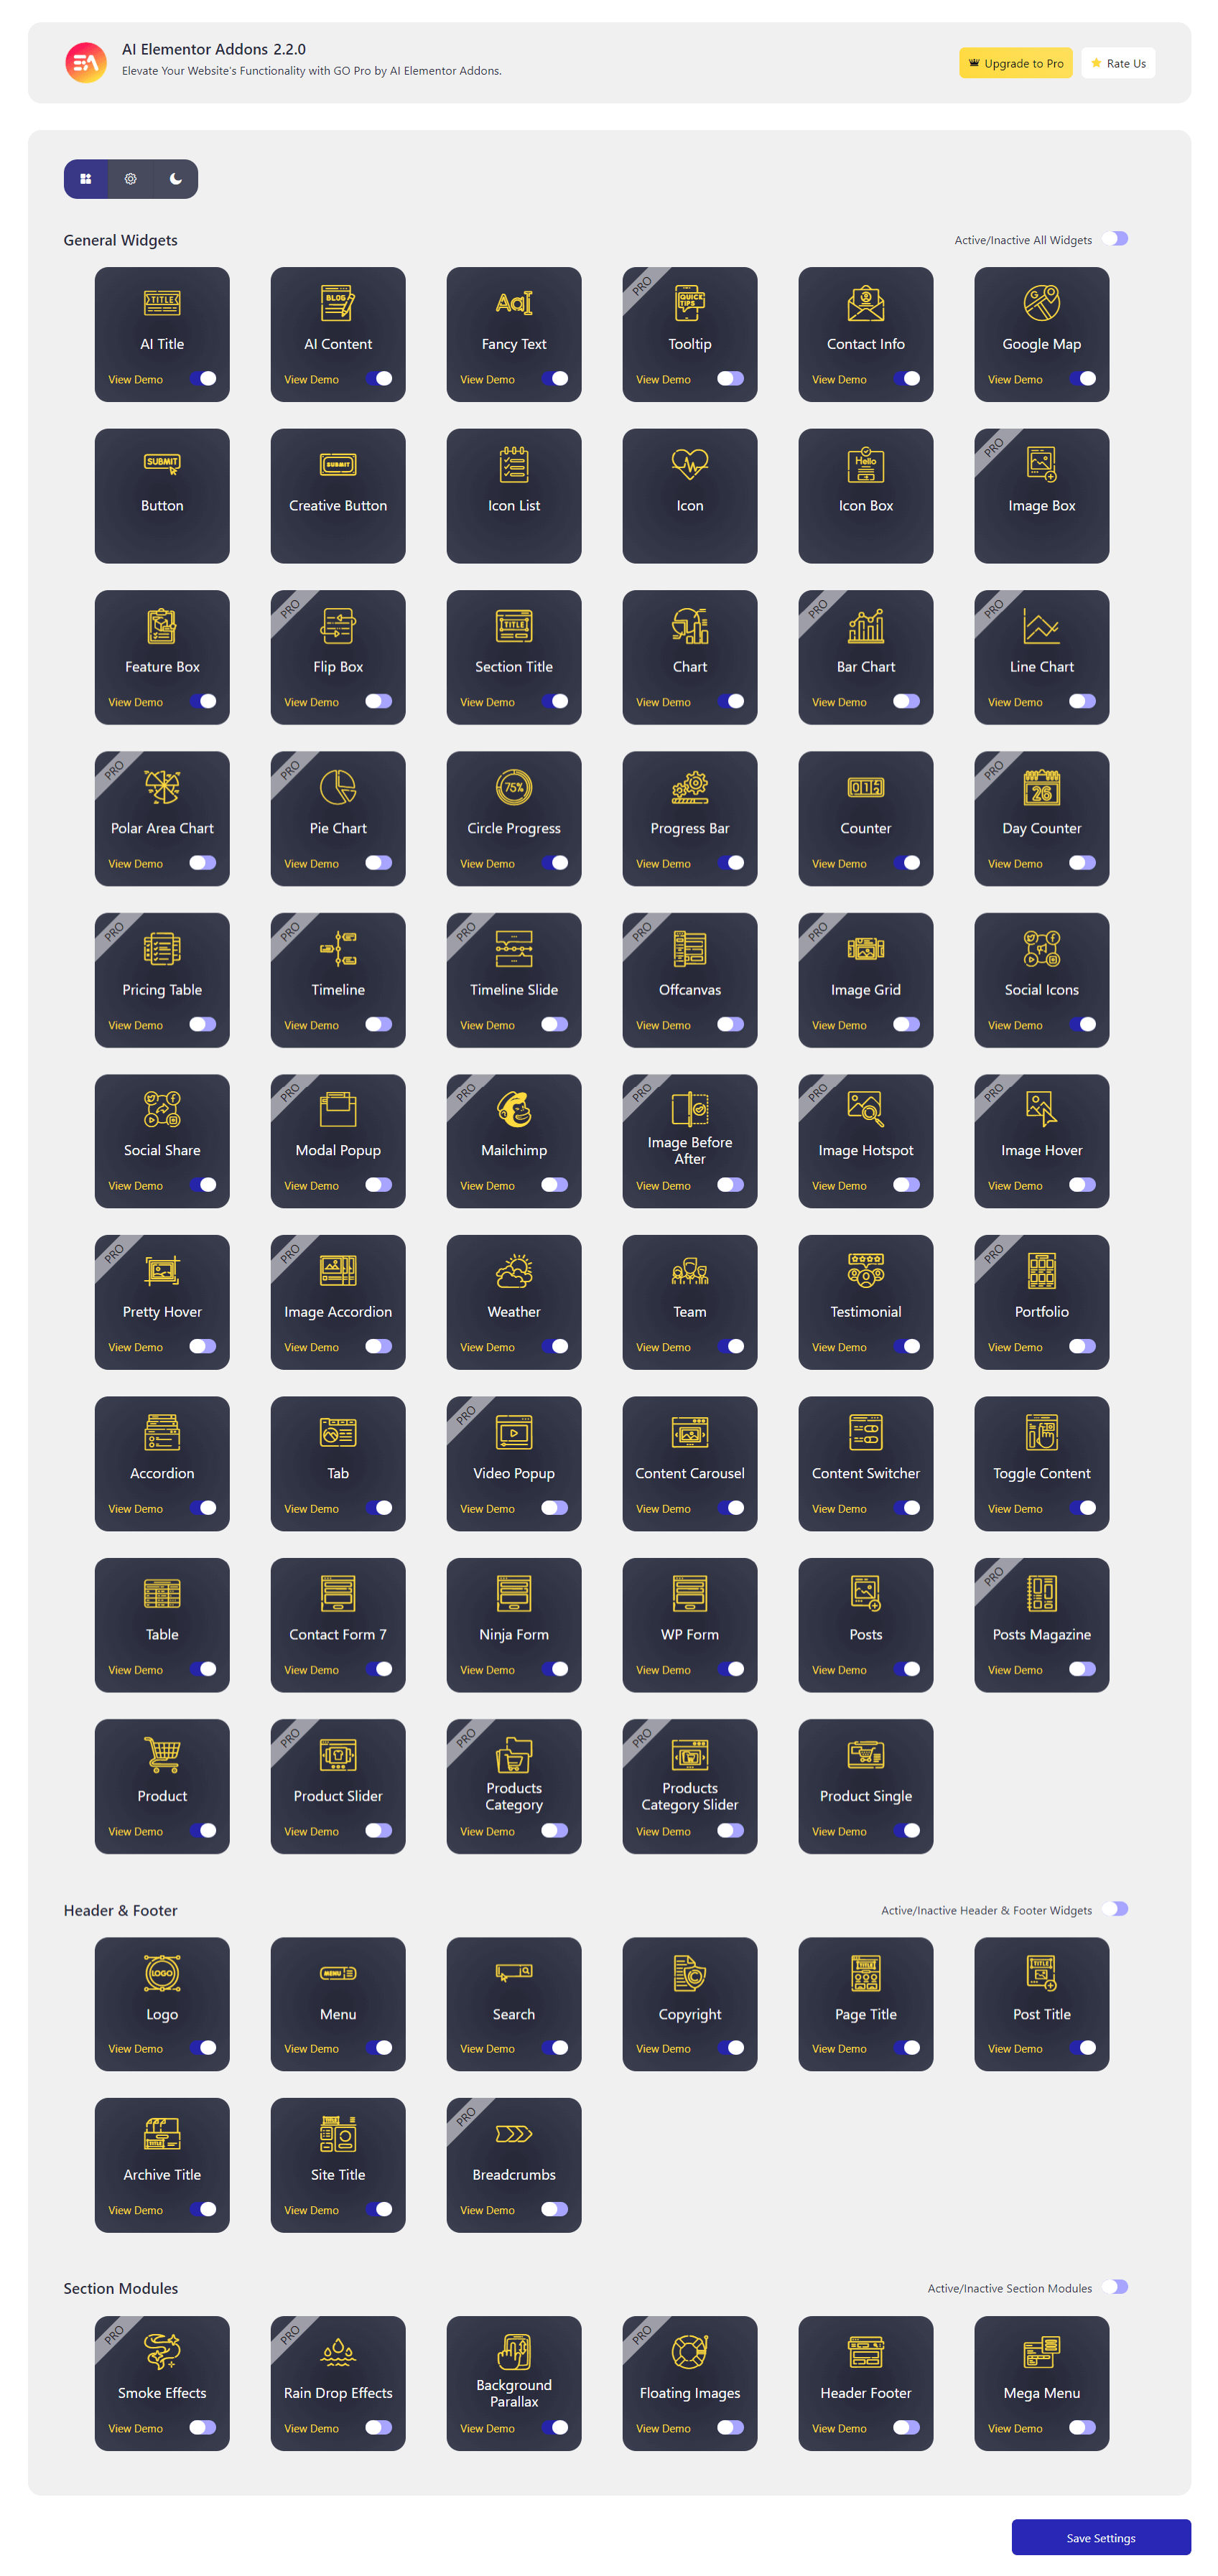 AI Elementor Addons 2.2.0
Elevate Your Website's Functionality with GO Pro by AI Elementor Addons.
Upgrade to Pro
Rate Us
General Widgets
Active/Inactive All Widgets
TITLE
AI Title
View Demo
BLOG
AI Content
View Demo
Aa
Fancy Text
View Demo
PRO
QUICK
TIPS
Tooltip
View Demo
Contact Info
View Demo
G
Google Map
View Demo
SUBMIT
Button
SUBMIT
Creative Button
Icon List
Icon
Hello
Icon Box
PRO
Image Box
Feature Box
View Demo
PRO
Flip Box
View Demo
TITLE
Section Title
View Demo
Chart
View Demo
PRO
Bar Chart
View Demo
PRO
Line Chart
View Demo
PRO
Polar Area Chart
View Demo
PRO
Pie Chart
View Demo
75%
Circle Progress
View Demo
Progress Bar
View Demo
Counter
View Demo
PRO
26
Day Counter
View Demo
PRO
Pricing Table
View Demo
PRO
Timeline
View Demo
PRO
Timeline Slide
View Demo
PRO
Offcanvas
View Demo
PRO
Image Grid
View Demo
Social Icons
View Demo
Social Share
View Demo
PRO
Modal Popup
View Demo
PRO
Mailchimp
View Demo
PRO
Image Before
After
View Demo
PRO
Image Hotspot
View Demo
PRO
Image Hover
View Demo
PRO
Pretty Hover
View Demo
PRO
Image Accordion
View Demo
Weather
View Demo
Team
View Demo
Testimonial
View Demo
PRO
Portfolio
View Demo
Accordion
View Demo
Tab
View Demo
PRO
Video Popup
View Demo
Content Carousel
View Demo
Content Switcher
View Demo
Toggle Content
View Demo
Table
View Demo
Contact Form 7
View Demo
Ninja Form
View Demo
WP Form
View Demo
Posts
View Demo
PRO
Posts Magazine
View Demo
Product
View Demo
PRO
Product Slider
View Demo
PRO
Products
Category
View Demo
PRO
Products
Category Slider
View Demo
Product Single
View Demo
Header & Footer
Active/Inactive Header & Footer Widgets
LOGO
Logo
View Demo
MENU
Menu
View Demo
Search
View Demo
Copyright
View Demo
TITLE
Page Title
View Demo
TITLE
Post Title
View Demo
TITLE
Archive Title
View Demo
TITLE
Site Title
View Demo
PRO
Breadcrumbs
View Demo
Section Modules
Active/Inactive Section Modules
PRO
Smoke Effects
View Demo
PRO
Rain Drop Effects
View Demo
Background
Parallax
View Demo
PRO
Floating Images
View Demo
Header Footer
View Demo
Mega Menu
View Demo
Save Settings